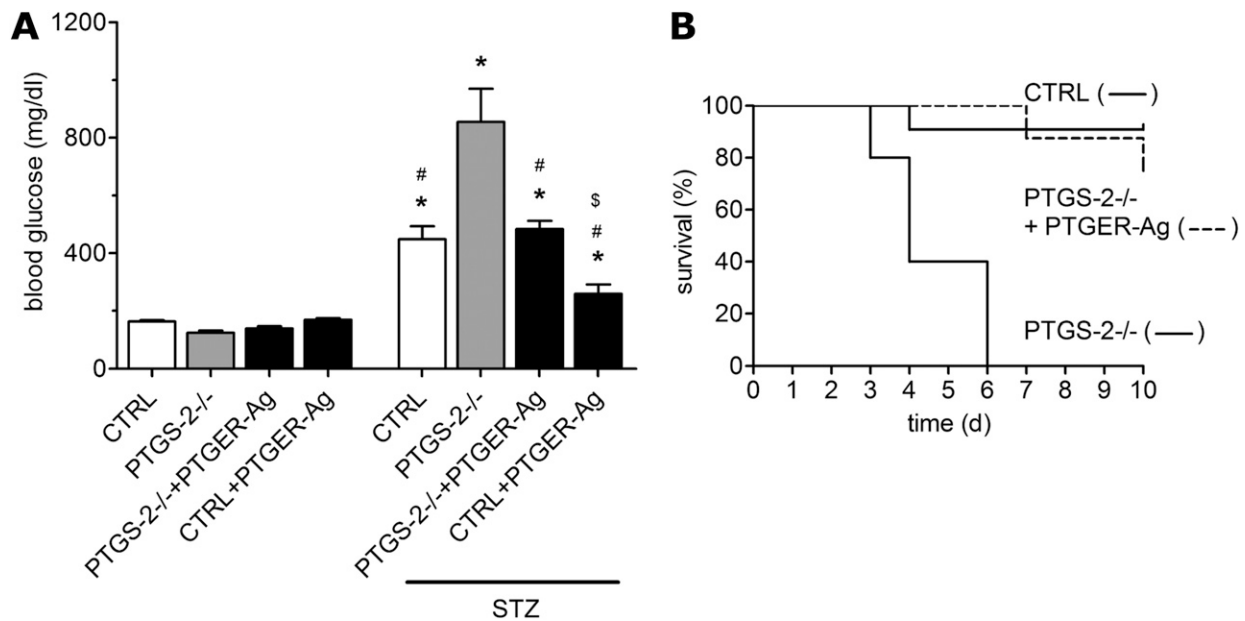 A
blood glucose (mg/dl)
1200
800
400
0
*
#
*
#
*
$
#
*
CTRL
PTGS-2-/-
PTGS-2-/-+PTGER-Ag
CTRL+PTGER-Ag
CTRL
PTGS-2-/-
PTGS-2-/-+PTGER-Ag
CTRL+PTGER-Ag
STZ
B
survival (%)
100
80
60
40
20
0
0 1 2 3 4 5 6 7 8 9 10
time (d)
CTRL (—)
PTGS-2-/-
+ PTGER-Ag (---)
PTGS-2-/- (—)